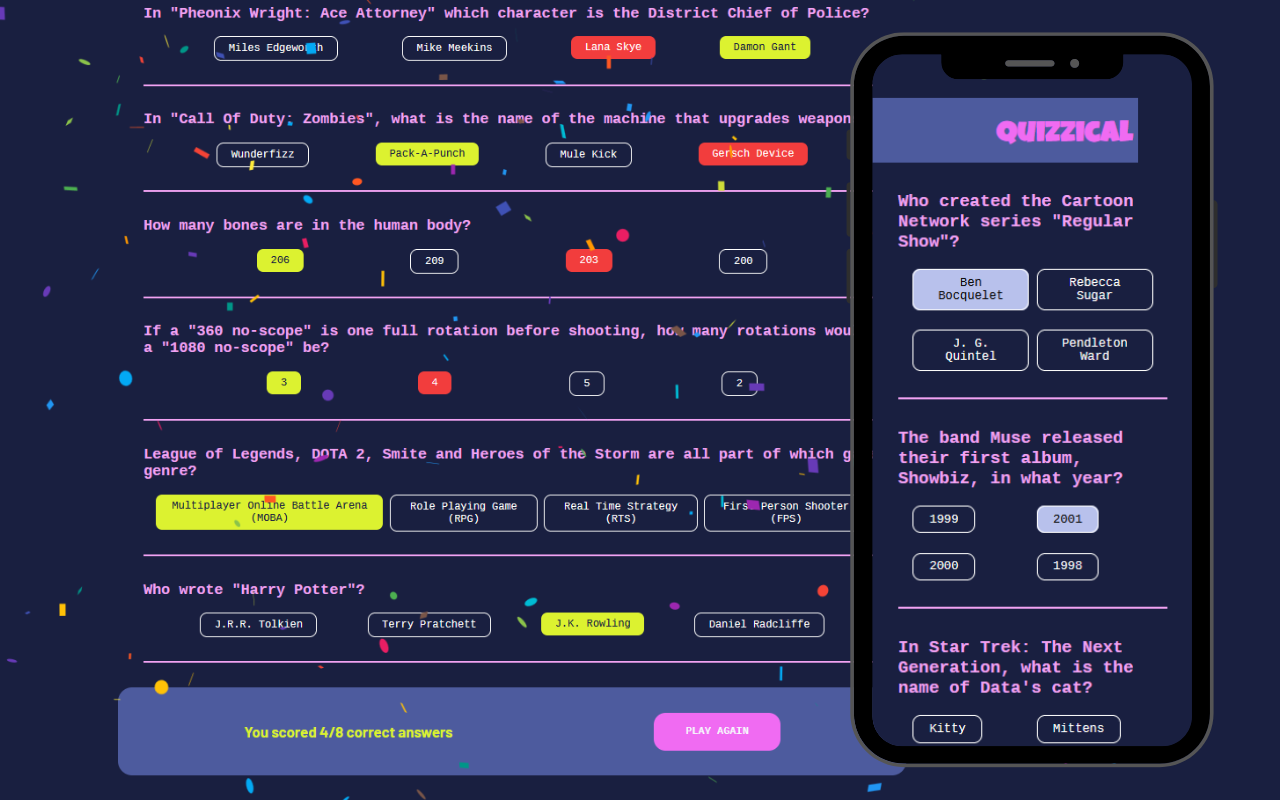 In "Pheonix Wright: Ace Attorney" which character is the District Chief of Police?
Miles Edgeworth
Mike Meekins
Lana Skye
Damon Gant
In "Call Of Duty: Zombies", what is the name of the machine that upgrades weapon
Wunderfizz
Pack-A-Punch
Mule Kick
Gersch Device
How many bones are in the human body?
206
209
203
200
If a "360 no-scope" is one full rotation before shooting, how many rotations wou
a "1080 no-scope" be?
3
4
5
2
League of Legends, DOTA 2, Smite and Heroes of the Storm are all part of which g
genre?
Multiplayer Online Battle Arena
(MOBA)
Role Playing Game
(RPG)
Real Time Strategy
(RTS)
First Person Shooter
(FPS)
Who wrote "Harry Potter"?
J.R.R. Tolkien
Terry Pratchett
J.K. Rowling
Daniel Radcliffe
You scored 4/8 correct answers
PLAY AGAIN
QUIZZICAL
Who created the Cartoon
Network series "Regular
Show"?
Ben
Bocquelet
Rebecca
Sugar
J. G.
Quintel
Pendleton
Ward
The band Muse released
their first album,
Showbiz, in what year?
1999
2001
2000
1998
In Star Trek: The Next
Generation, what is the
name of Data's cat?
Kitty
Mittens